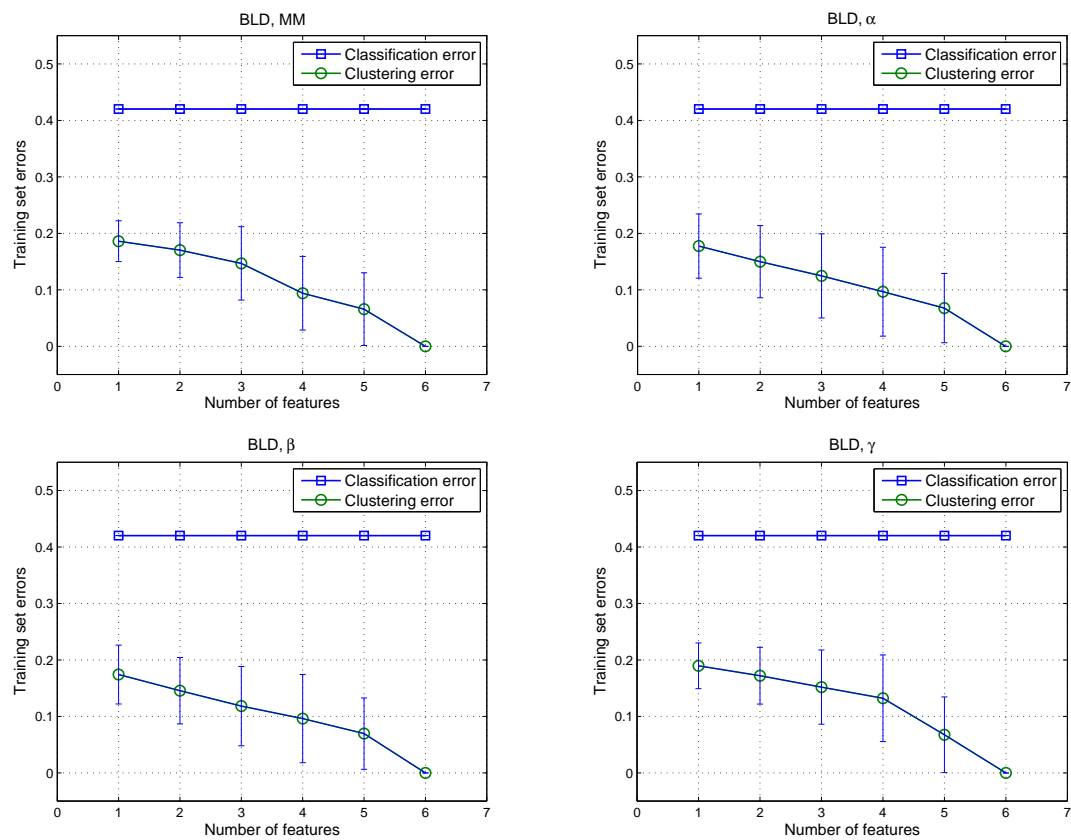 BLD, MM
Classification error
Clustering error
0.5
0.4
0.3
0.2
0.1
0
Training set errors
0 1 2 3 4 5 6 7
Number of features
BLD, α
Classification error
Clustering error
0.5
0.4
0.3
0.2
0.1
0
Training set errors
0 1 2 3 4 5 6 7
Number of features
BLD, β
Classification error
Clustering error
0.5
0.4
0.3
0.2
0.1
0
Training set errors
0 1 2 3 4 5 6 7
Number of features
BLD, γ
Classification error
Clustering error
0.5
0.4
0.3
0.2
0.1
0
Training set errors
0 1 2 3 4 5 6 7
Number of features